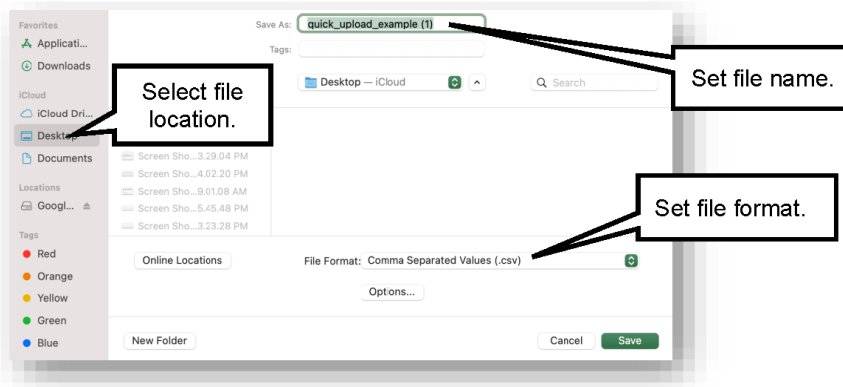 Favorites
Applicati...
Downloads
iCloud
iCloud Dri...
Desktop
Documents
Locations
Googl...
Tags
Red
Orange
Yellow
Green
Blue
Save As: quick_upload_example (1)
Tags:
Desktop — iCloud
Search
Select file
location.
Set file name.
Screen Sho...3.29.04 PM
Screen Sho...4.02.20 PM
Screen Sho...9.01.08 AM
Screen Sho...5.45.48 PM
Screen Sho...3.23.28 PM
Set file format.
Online Locations
File Format: Comma Separated Values (.csv)
Options...
New Folder
Cancel
Save